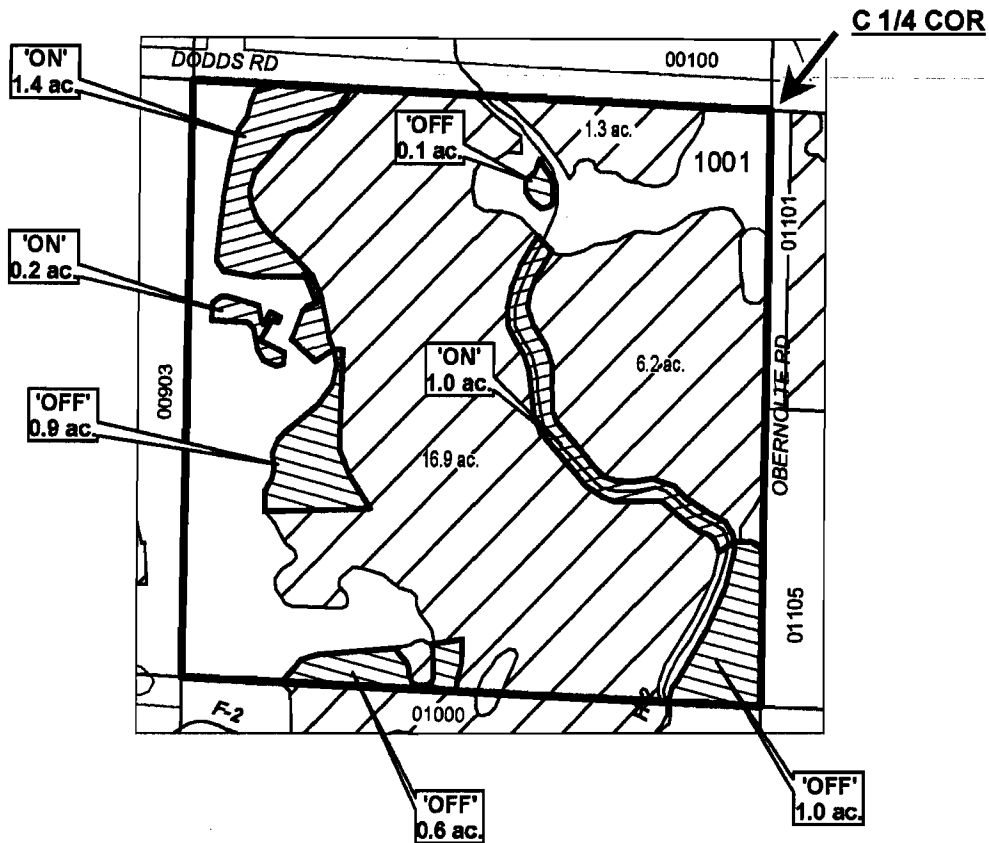 C 1/4 COR
'ON'
1.4 ac.
DODDS RD
00100
'OFF
0.1 ac.
1.3 ac.
1001
01101
'ON'
0.2 ac.
'ON'
1.0 ac.
6.2 ac.
OBERNOLTE RD
00903
'OFF'
0.9 ac.
16.9 ac.
01105
F-2
01000
'OFF'
0.6 ac.
'OFF'
1.0 ac.